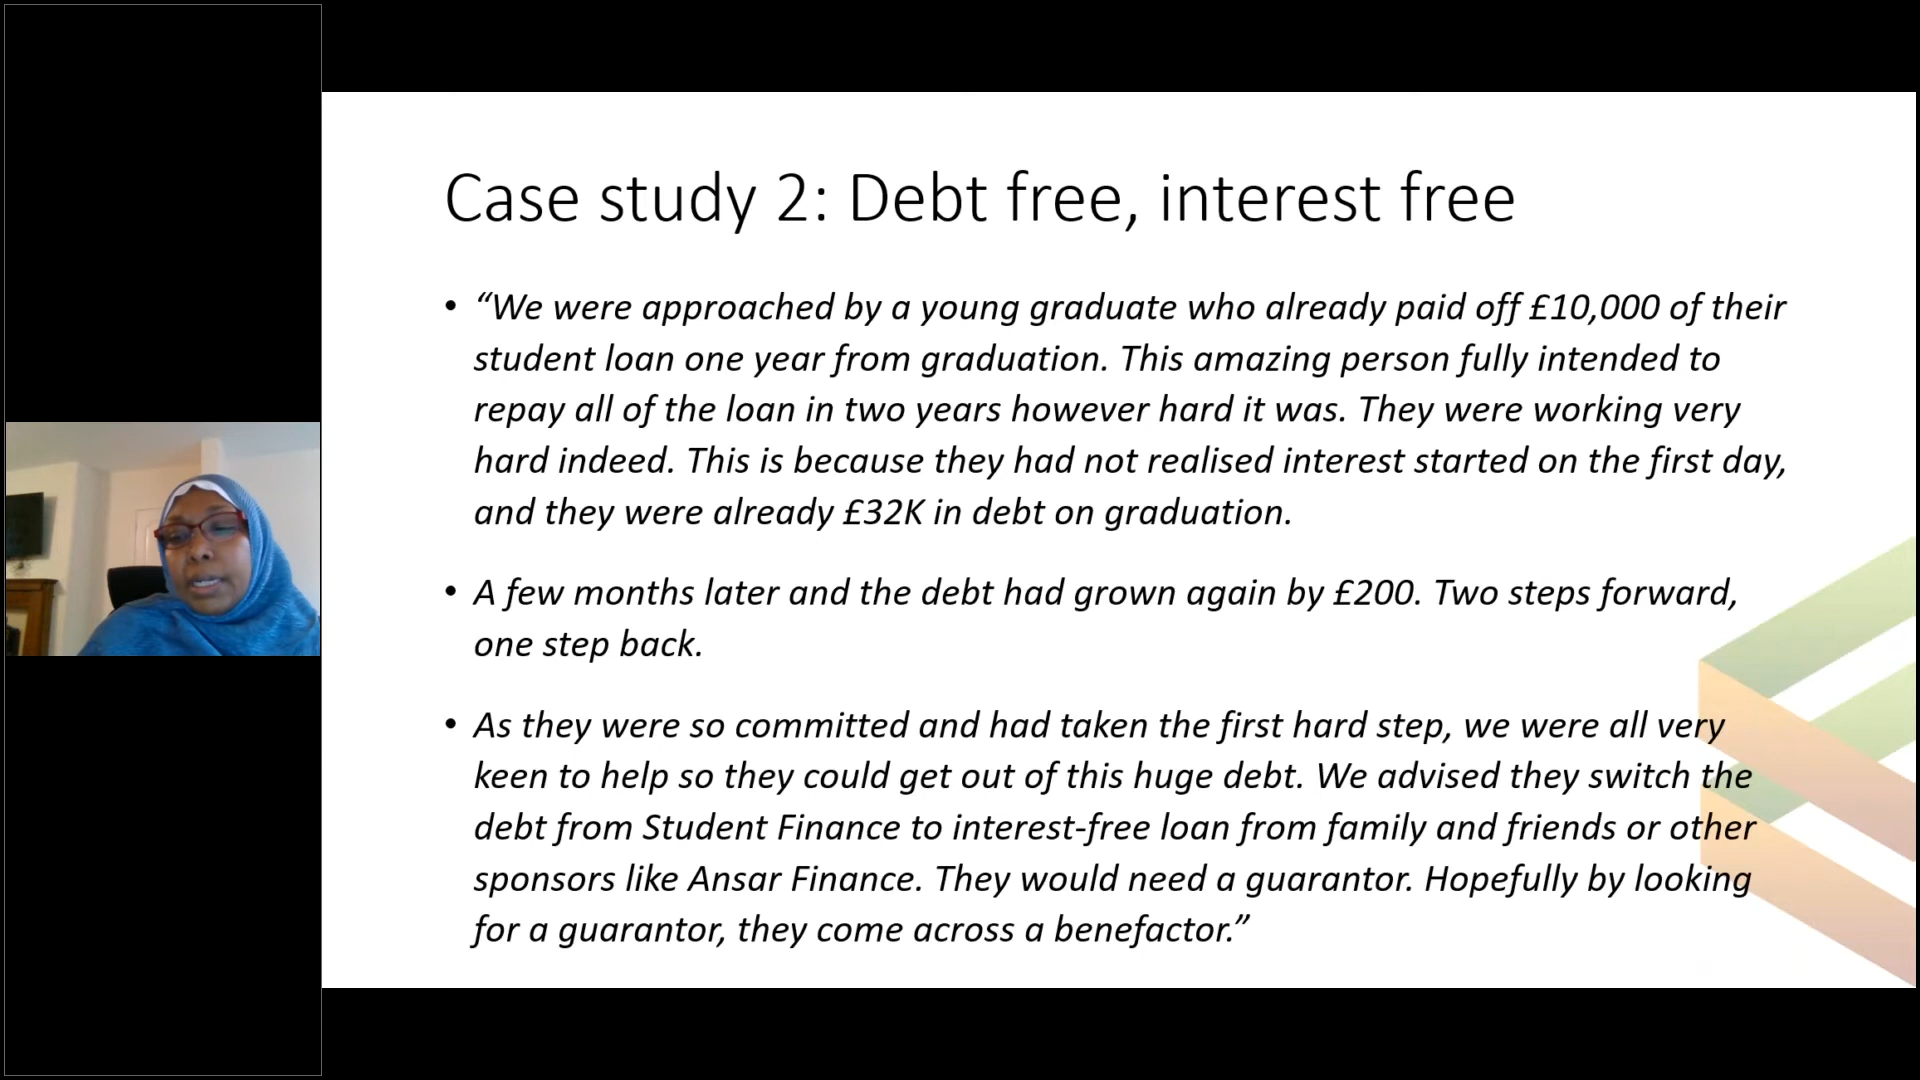 Case study 2: Debt free, interest free
• “We were approached by a young graduate who already paid off £10,000 of their
student loan one year from graduation. This amazing person fully intended to
repay all of the loan in two years however hard it was. They were working very
hard indeed. This is because they had not realised interest started on the first day,
and they were already £32K in debt on graduation.
• A few months later and the debt had grown again by £200. Two steps forward,
one step back.
• As they were so committed and had taken the first hard step, we were all very
keen to help so they could get out of this huge debt. We advised they switch the
debt from Student Finance to interest-free loan from family and friends or other
sponsors like Ansar Finance. They would need a guarantor. Hopefully by looking
for a guarantor, they come across a benefactor.”